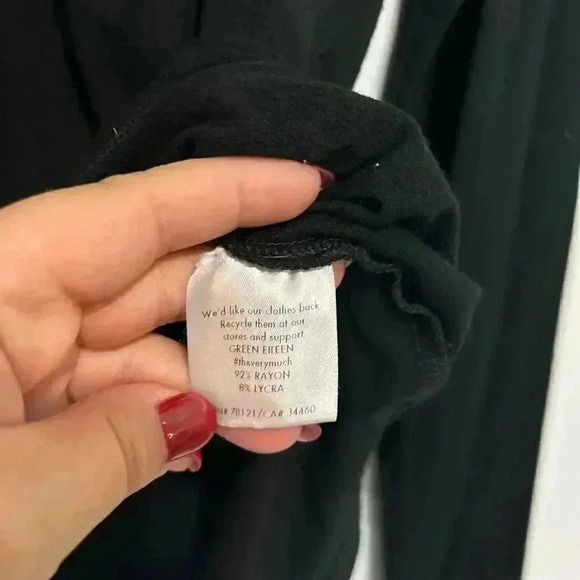 We'd like our clothes back
Recycle them at our
stores and support
GREEN EILEEN
#thxverymuch
92% RAYON
8% LYCRA
78121/CA# 34460